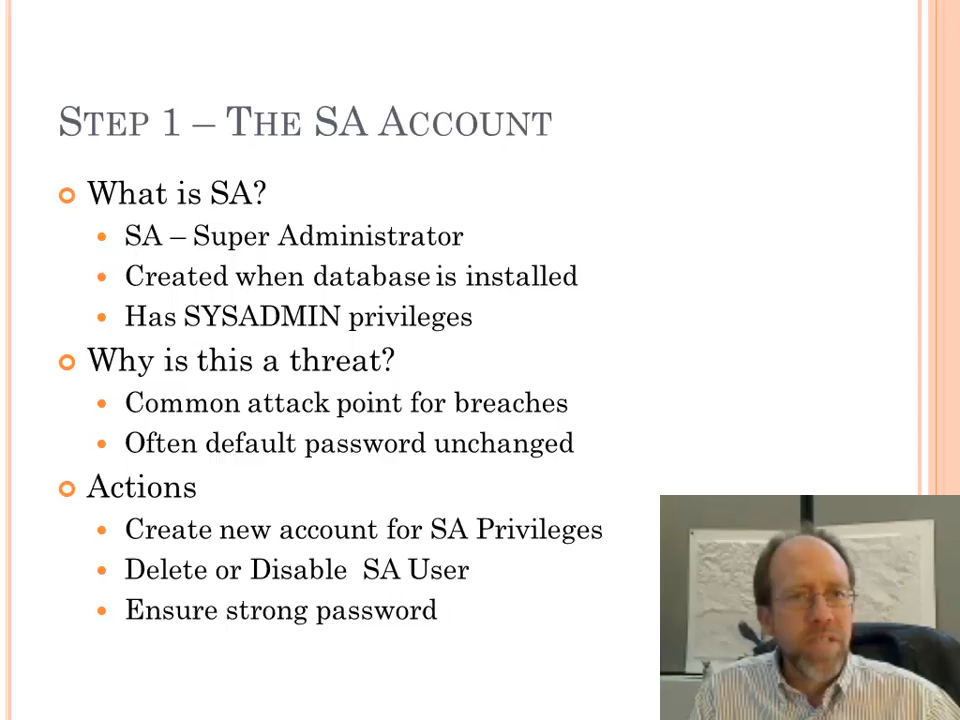 STEP 1 – THE SA ACCOUNT
What is SA?
SA – Super Administrator
Created when database is installed
Has SYSADMIN privileges
Why is this a threat?
Common attack point for breaches
Often default password unchanged
Actions
Create new account for SA Privileges
Delete or Disable SA User
Ensure strong password